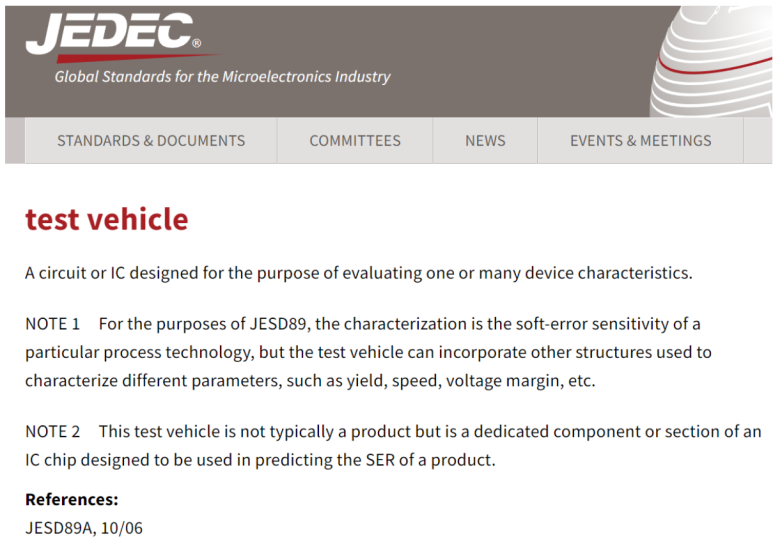 JEDEC®
Global Standards for the Microelectronics Industry
STANDARDS & DOCUMENTS COMMITTEES NEWS EVENTS & MEETINGS
test vehicle
A circuit or IC designed for the purpose of evaluating one or many device characteristics.
NOTE 1 For the purposes of JESD89, the characterization is the soft-error sensitivity of a
particular process technology, but the test vehicle can incorporate other structures used to
characterize different parameters, such as yield, speed, voltage margin, etc.
NOTE 2 This test vehicle is not typically a product but is a dedicated component or section of an
IC chip designed to be used in predicting the SER of a product.
References:
JESD89A, 10/06